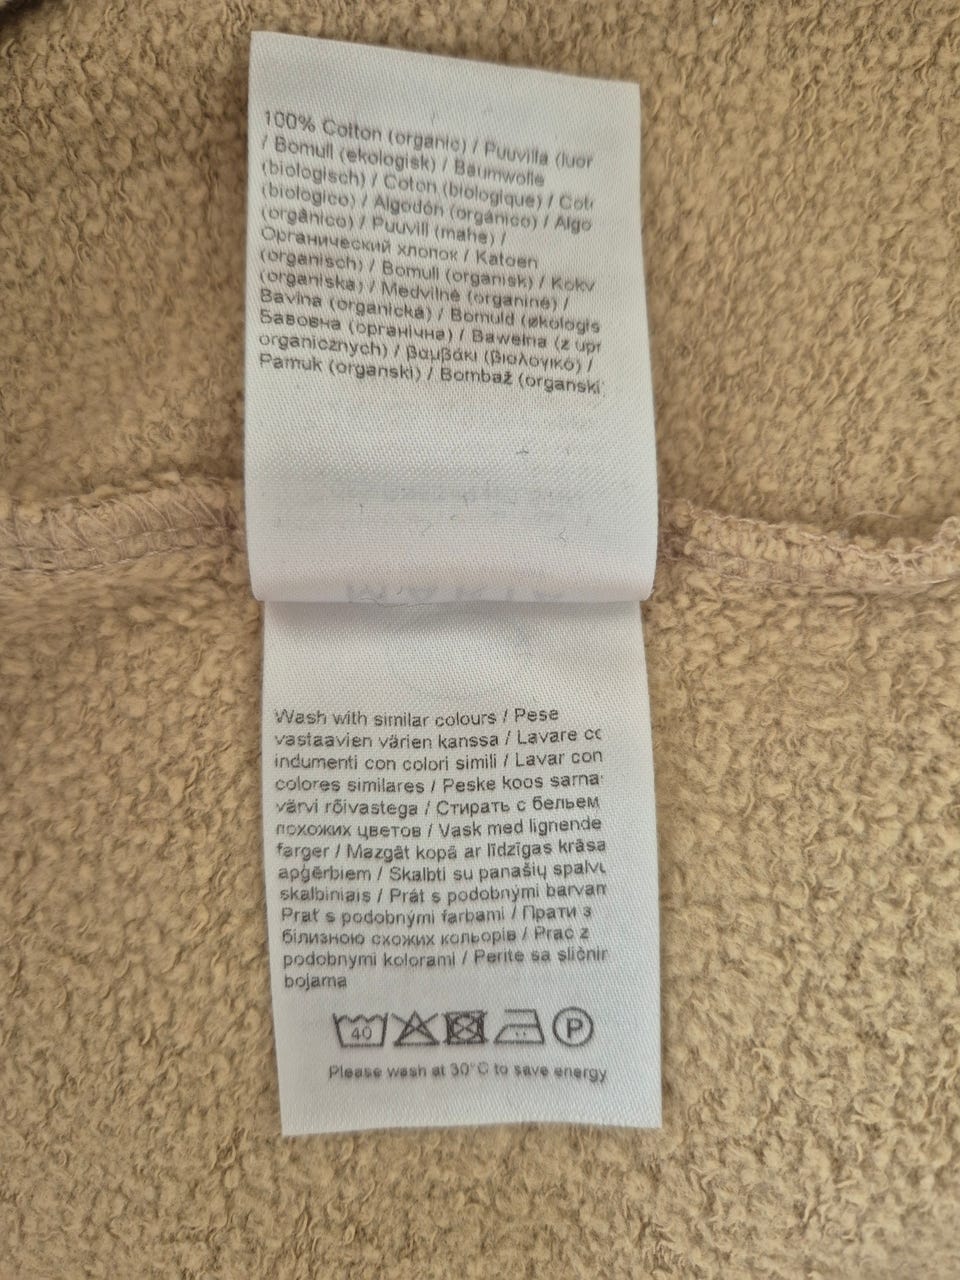 100% Cotton (organic) / Puuvilla (luor
/ Bomull (ekologisk) / Baumwolle
(biologisch) / Coton (biologique) / Coto
(biologico) / Algodón (orgánico) / Algo
(orgânico) / Puuvill (mahe) /
Органический хлопок / Katoen
(organisch) / Bomull (organisk) / Kokv
(organiska) / Medvilnė (organinė) /
Bavlna (organická) / Bomuld (økologis
Бавовна (органічна) / Bawełna (z upr
organicznych) / βαμβάκι (βιολογικό) /
Pamuk (organski) / Bombaž (organski)
Wash with similar colours / Pese
vastaavien värien kanssa / Lavare co
indumenti con colori simili / Lavar con
colores similares / Peske koos sarna
värvi rõivastega / Стирать с бельем
похожих цветов / Vask med lignende
farger / Mazgāt kopā ar līdzīgas krāsa
apģērbiem / Skalbti su panašių spalvų
skalbiniais / Prát s podobnými barvam
Prať s podobnými farbami / Прати з
білизною схожих кольорів / Prac z
podobnymi kolorami / Perite sa sličnir
bojama
40 P
Please wash at 30°C to save energy